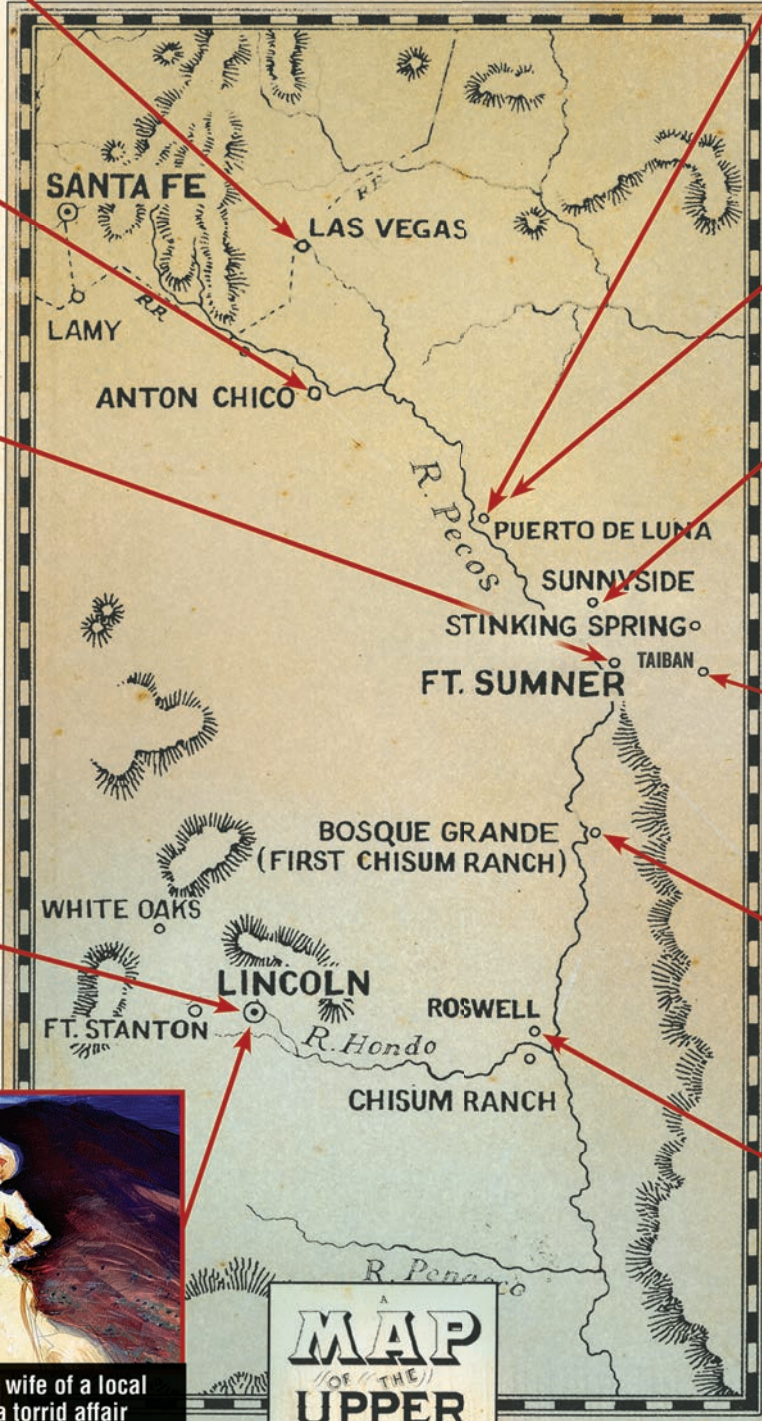 SANTA FE
R.R.
LAS VEGAS
LAMY
R.R.
ANTON CHICO
R. Pecos
PUERTO DE LUNA
SUNNYSIDE
STINKING SPRING
TAIBAN
FT. SUMNER
BOSQUE GRANDE
(FIRST CHISUM RANCH)
WHITE OAKS
LINCOLN
FT. STANTON
ROSWELL
R. Hondo
CHISUM RANCH
R. Penasco
A
MAP
OF THE
UPPER
wife of a local
a torrid affair